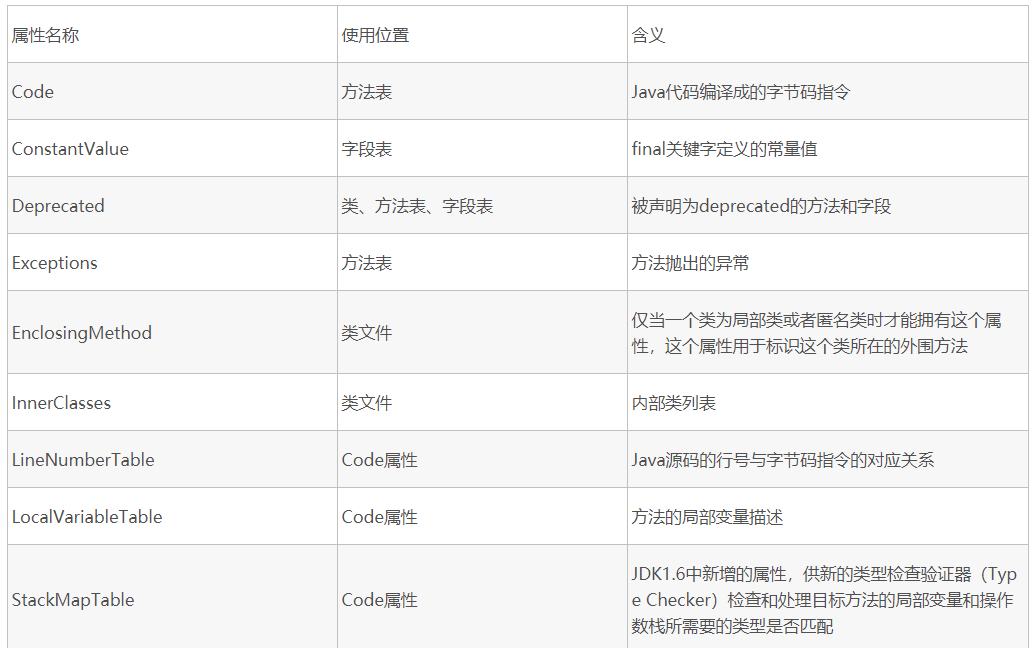 属性名称 使用位置 含义
Code 方法表 Java代码编译成的字节码指令
ConstantValue 字段表 final关键字定义的常量值
Deprecated 类、方法表、字段表 被声明为deprecated的方法和字段
Exceptions 方法表 方法抛出的异常
EnclosingMethod 类文件 仅当一个类为局部类或者匿名类时才能拥有这个属
性，这个属性用于标识这个类所在的外围方法
InnerClasses 类文件 内部类列表
LineNumberTable Code属性 Java源码的行号与字节码指令的对应关系
LocalVariableTable Code属性 方法的局部变量描述
StackMapTable Code属性 JDK1.6中新增的属性，供新的类型检查验证器（Typ
e Checker）检查和处理目标方法的局部变量和操作
数栈所需要的类型是否匹配